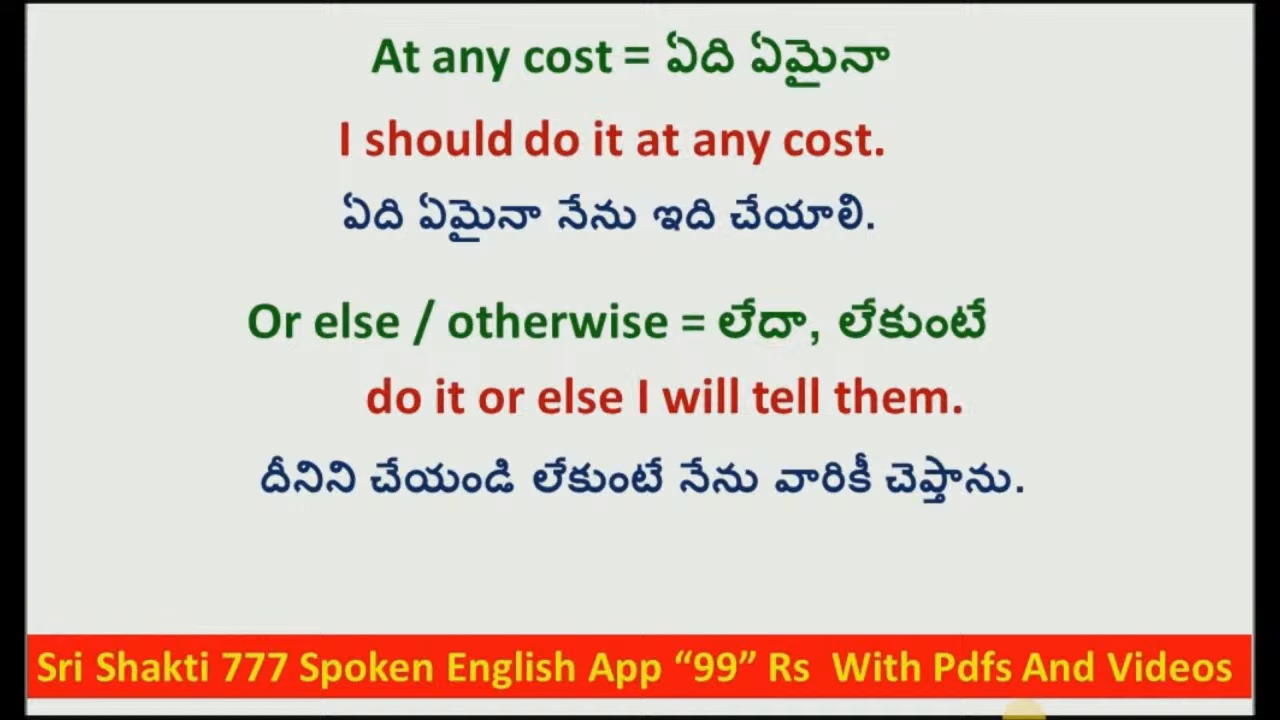 At any cost = ఏది ఏమైనా
I should do it at any cost.
ఏది ఏమైనా నేను ఇది చేయాలి.
Or else / otherwise = లేదా, లేకుంటే
do it or else I will tell them.
దీనిని చేయండి లేకుంటే నేను వారికీ చెప్తాను.
Sri Shakti 777 Spoken English App “99” Rs With Pdfs And Videos